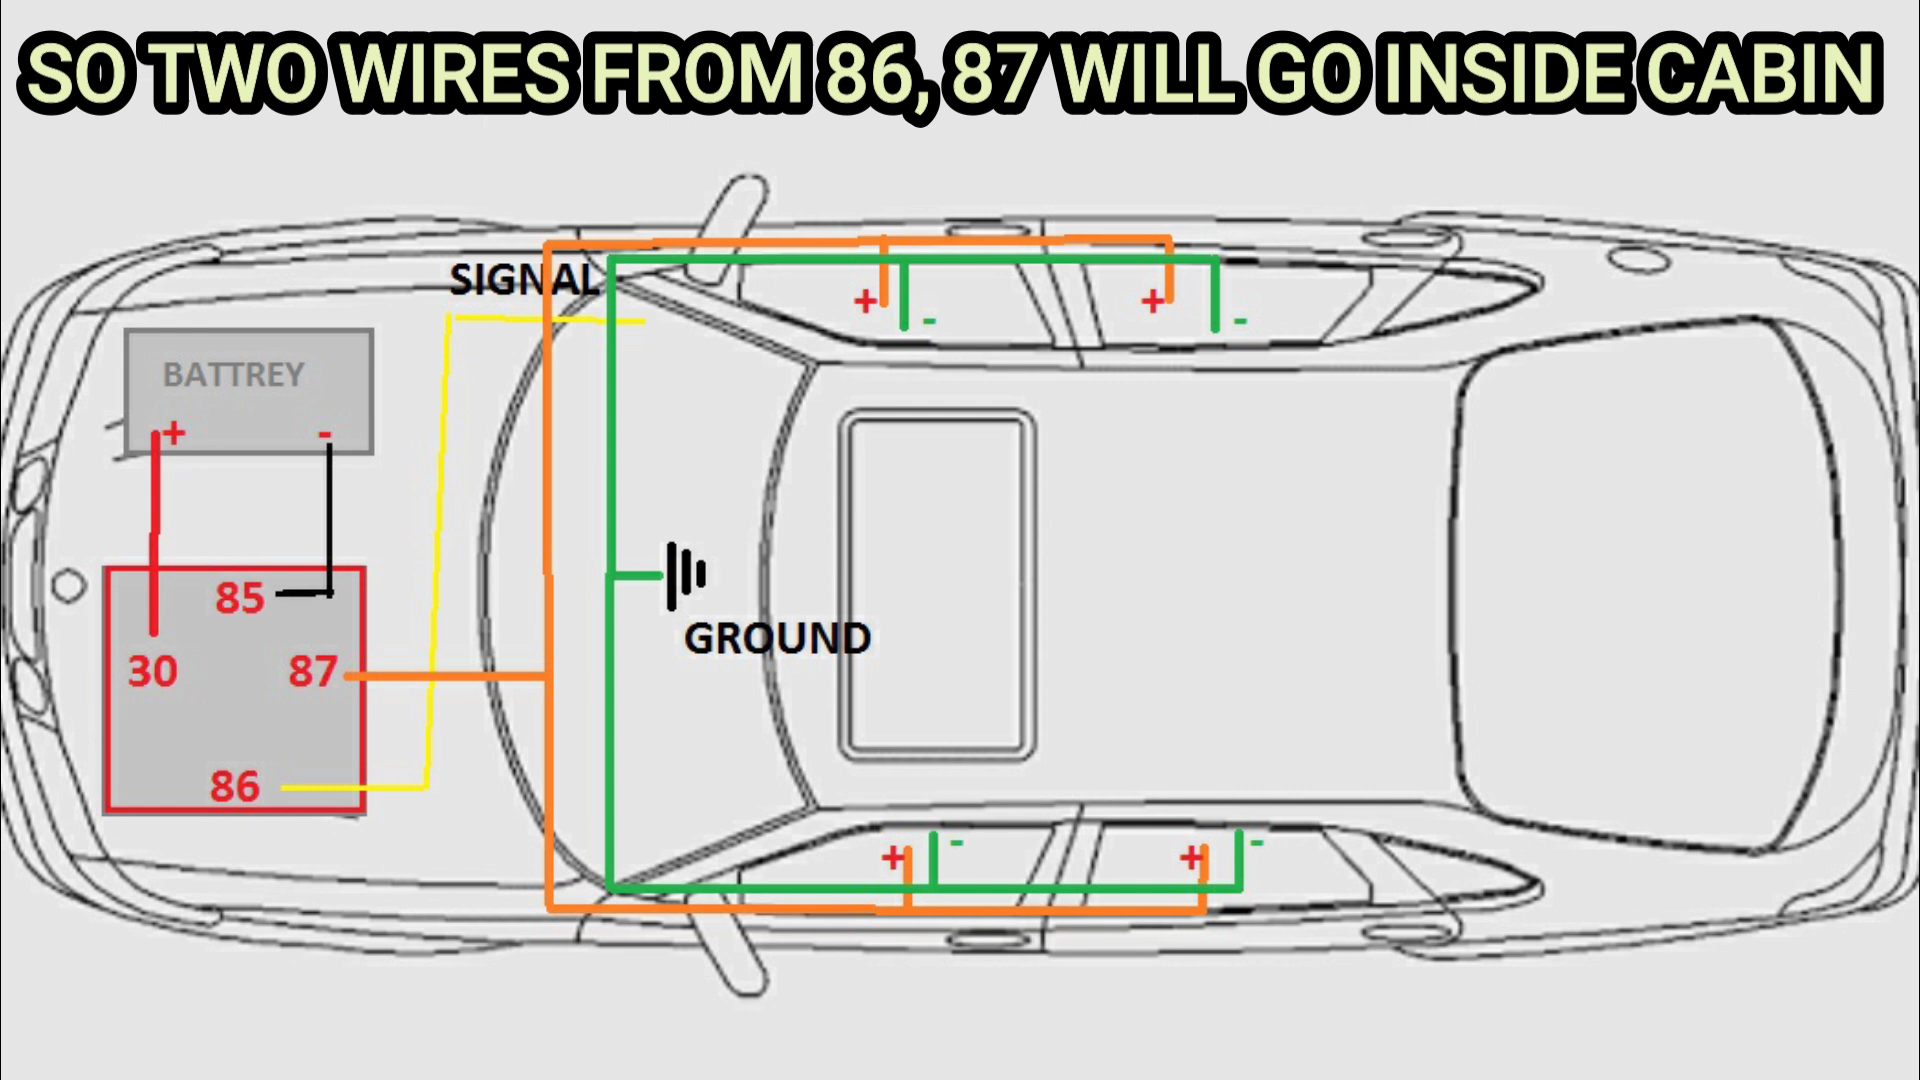 SO TWO WIRES FROM 86, 87 WILL GO INSIDE CABIN
SIGNAL
+ - + -
BATTREY
+ -
85
30 87
GROUND
86
+ - + -